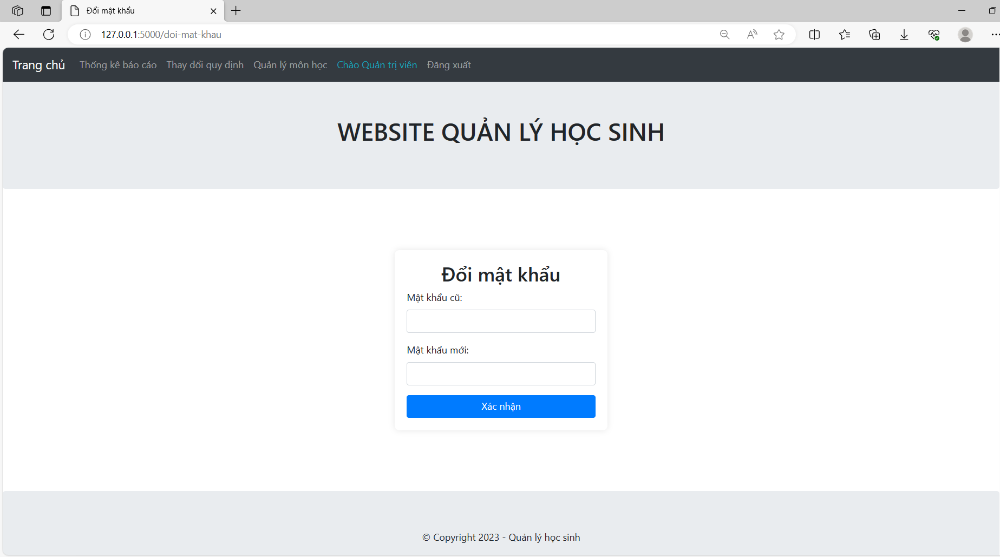 Đổi mật khẩu
127.0.0.1:5000/doi-mat-khau
Trang chủ Thống kê báo cáo Thay đổi quy định Quản lý môn học Chào Quản trị viên Đăng xuất
WEBSITE QUẢN LÝ HỌC SINH
Đổi mật khẩu
Mật khẩu cũ:
Mật khẩu mới:
Xác nhận
© Copyright 2023 - Quản lý học sinh